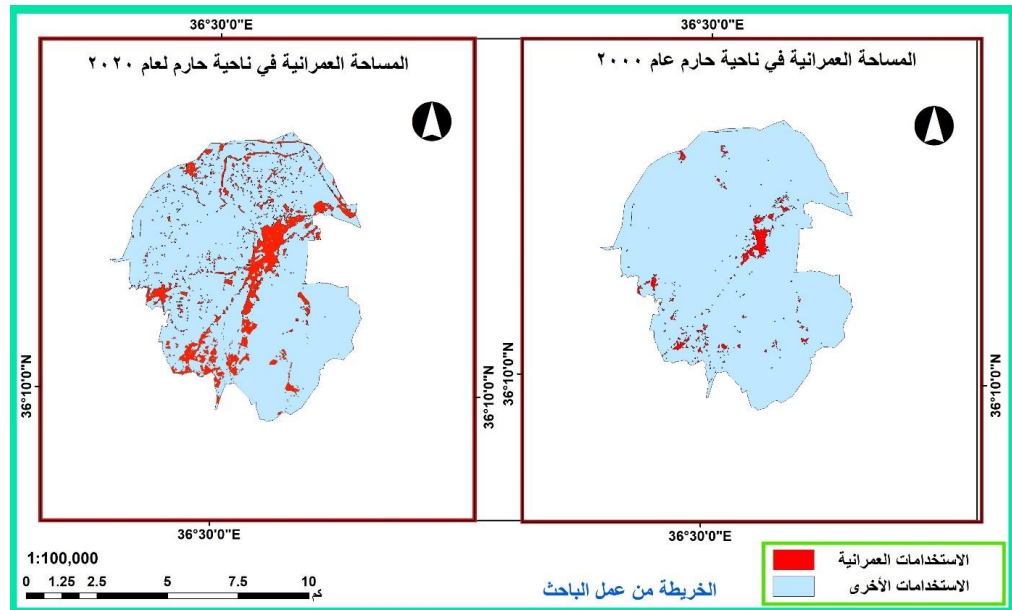 36°30'0"E
36°30'0"E
المساحة العمرانية في ناحية حارم عام ٢٠٠٠
المساحة العمرانية في ناحية حارم لعام ٢٠٢٠
36°10'0"N
36°10'0"N
36°10'0"N
36°10'0"N
36°30'0"E
36°30'0"E
الاستخدامات العمرانية
الاستخدامات الأخرى
الخريطة من عمل الباحث
1:100,000
0 1.25 2.5 5 7.5 10
كم